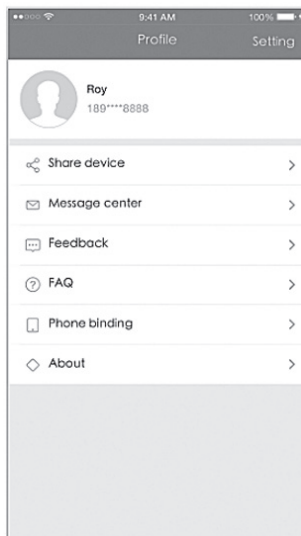 9:41 AM
100%
Profile
Setting
Roy
189****8888
Share device
Message center
Feedback
FAQ
Phone binding
About